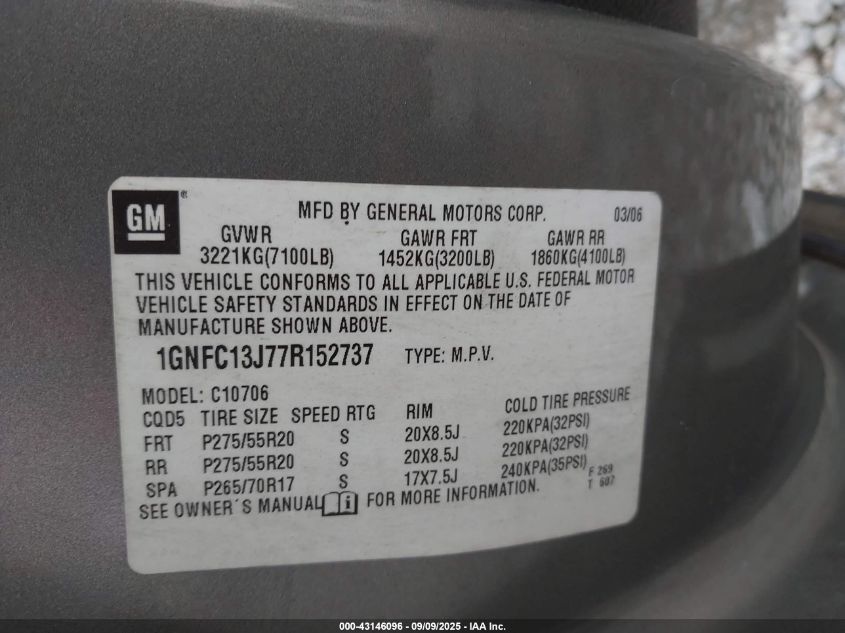 GM®
MFD BY GENERAL MOTORS CORP. 03/06
GVWR GAWR FRT GAWR RR
3221KG(7100LB) 1452KG(3200LB) 1860KG(4100LB)
THIS VEHICLE CONFORMS TO ALL APPLICABLE U.S. FEDERAL MOTOR
VEHICLE SAFETY STANDARDS IN EFFECT ON THE DATE OF
MANUFACTURE SHOWN ABOVE.
1GNFC13J77R152737 TYPE: M.P.V.
MODEL: C10706
CQD5 TIRE SIZE SPEED RTG RIM COLD TIRE PRESSURE
FRT P275/55R20 S 20X8.5J 220KPA(32PSI)
RR P275/55R20 S 20X8.5J 220KPA(32PSI)
SPA P265/70R17 S 17X7.5J 240KPA(35PSI) F 269
T 607
SEE OWNER´S MANUAL i FOR MORE INFORMATION.
000-43146096 - 09/09/2025 - IAA Inc.